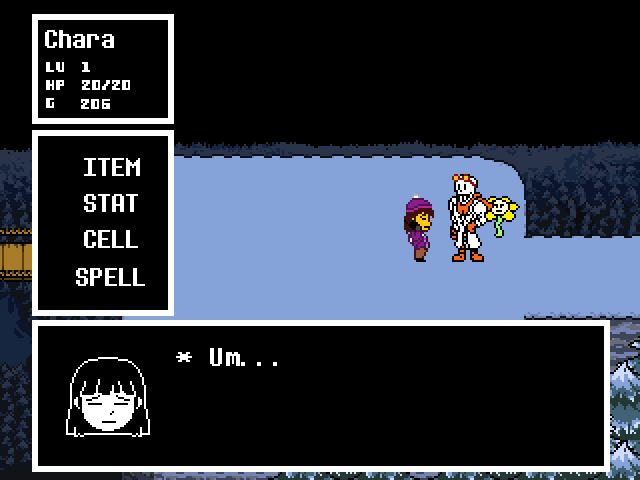 Chara
LV 1
HP 20/20
G 206
ITEM
STAT
CELL
SPELL
* Um...